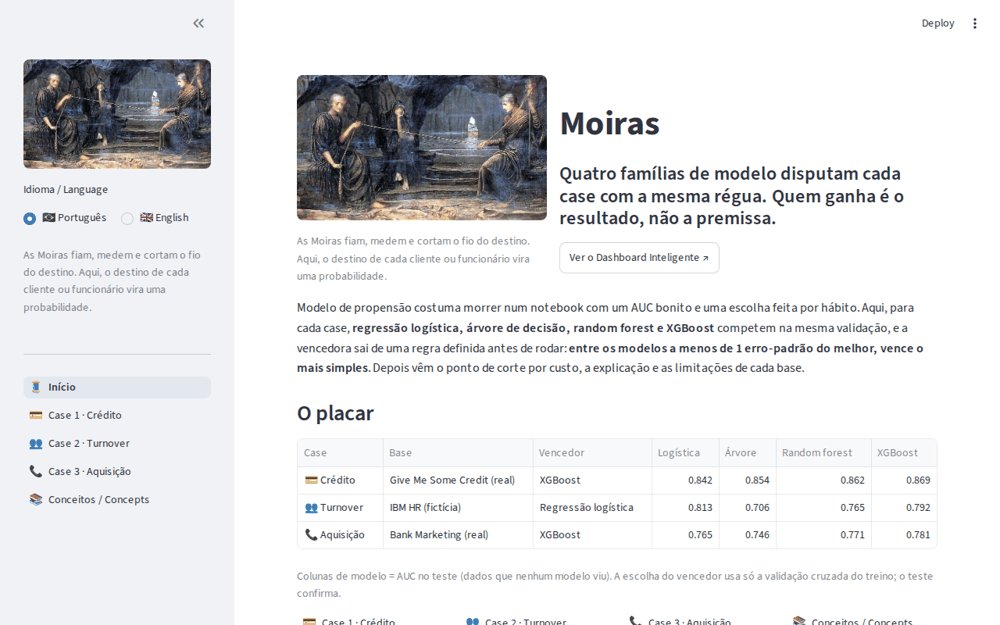 Deploy
Idioma / Language
Português
English
As Moiras fiam, medem e cortam o fio
do destino. Aqui, o destino de cada
cliente ou funcionário vira uma
probabilidade.
Início
Case 1 · Crédito
Case 2 · Turnover
Case 3 · Aquisição
Conceitos / Concepts
As Moiras fiam, medem e cortam o fio do destino.
Aqui, o destino de cada cliente ou funcionário vira
uma probabilidade.
Moiras
Quatro famílias de modelo disputam cada
case com a mesma régua. Quem ganha é o
resultado, não a premissa.
Ver o Dashboard Inteligente ↗
Modelo de propensão costuma morrer num notebook com um AUC bonito e uma escolha feita por hábito. Aqui, para
cada case, regressão logística, árvore de decisão, random forest e XGBoost competem na mesma validação, e a
vencedora sai de uma regra definida antes de rodar: entre os modelos a menos de 1 erro-padrão do melhor, vence o
mais simples. Depois vêm o ponto de corte por custo, a explicação e as limitações de cada base.
O placar
Case Base Vencedor Logística Árvore Random forest XGBoost
Crédito Give Me Some Credit (real) XGBoost 0.842 0.854 0.862 0.869
Turnover IBM HR (fictícia) Regressão logística 0.813 0.706 0.765 0.792
Aquisição Bank Marketing (real) XGBoost 0.765 0.746 0.771 0.781
Colunas de modelo = AUC no teste (dados que nenhum modelo viu). A escolha do vencedor usa só a validação cruzada do treino; o teste
confirma.
Case 1 · Crédito Case 2 · Turnover Case 3 · Aquisição Conceitos / Concepts